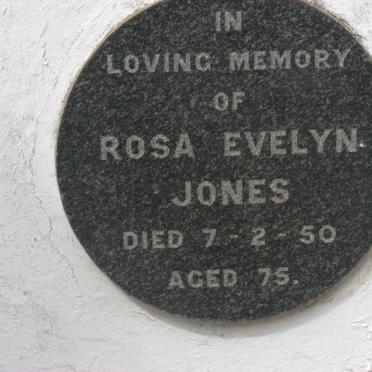 IN
LOVING MEMORY
OF
ROSA EVELYN
JONES
DIED 7-2-50
AGED 75.